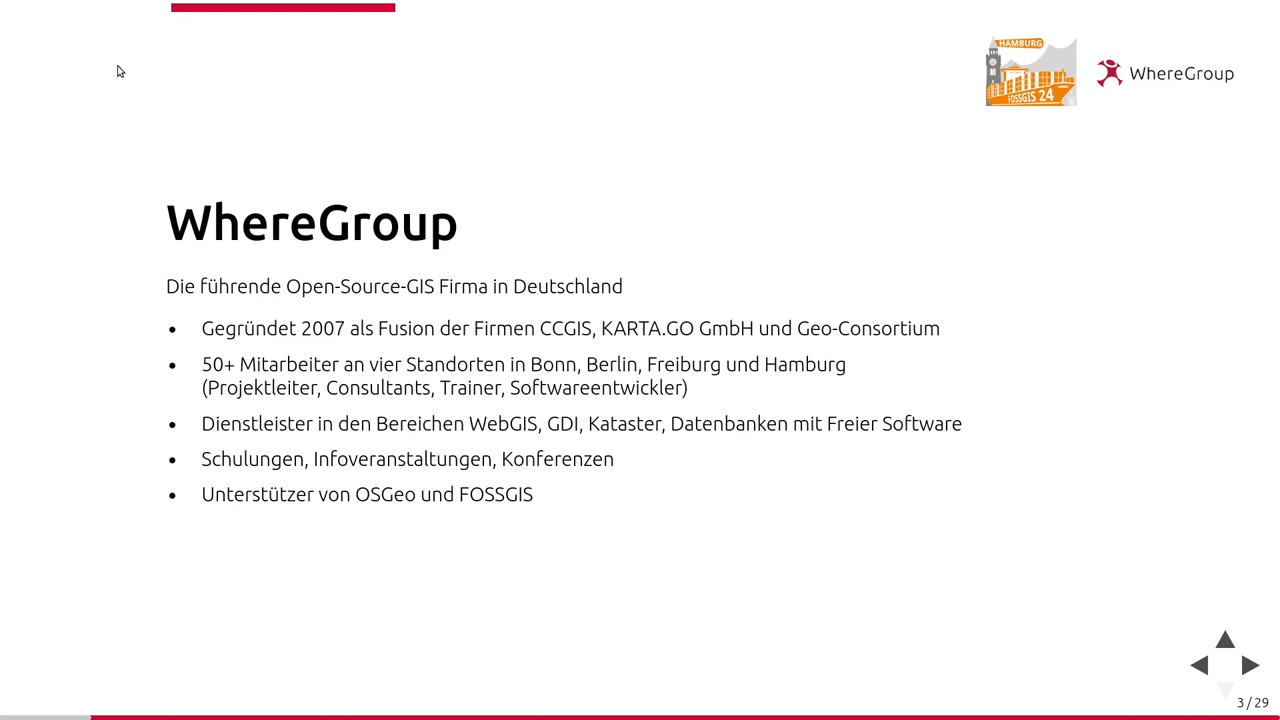 HAMBURG
FOSSGIS 24
WhereGroup
WhereGroup
Die führende Open-Source-GIS Firma in Deutschland
• Gegründet 2007 als Fusion der Firmen CCGIS, KARTA.GO GmbH und Geo-Consortium
• 50+ Mitarbeiter an vier Standorten in Bonn, Berlin, Freiburg und Hamburg
(Projektleiter, Consultants, Trainer, Softwareentwickler)
• Dienstleister in den Bereichen WebGIS, GDI, Kataster, Datenbanken mit Freier Software
• Schulungen, Infoveranstaltungen, Konferenzen
• Unterstützer von OSGeo und FOSSGIS
3 / 29